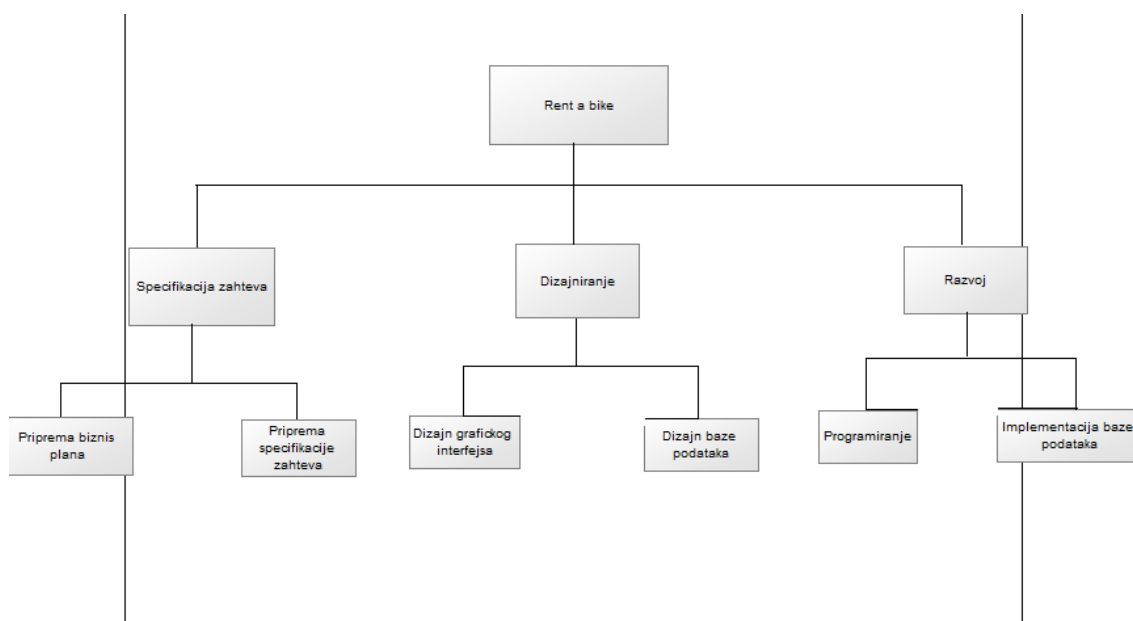 Rent a bike
Specifikacija zahteva
Dizajniranje
Razvoj
Priprema biznis
plana
Priprema
specifikacije
zahteva
Dizajn grafickog
interfejsa
Dizajn baze
podataka
Programiranje
Implementacija baze
podataka